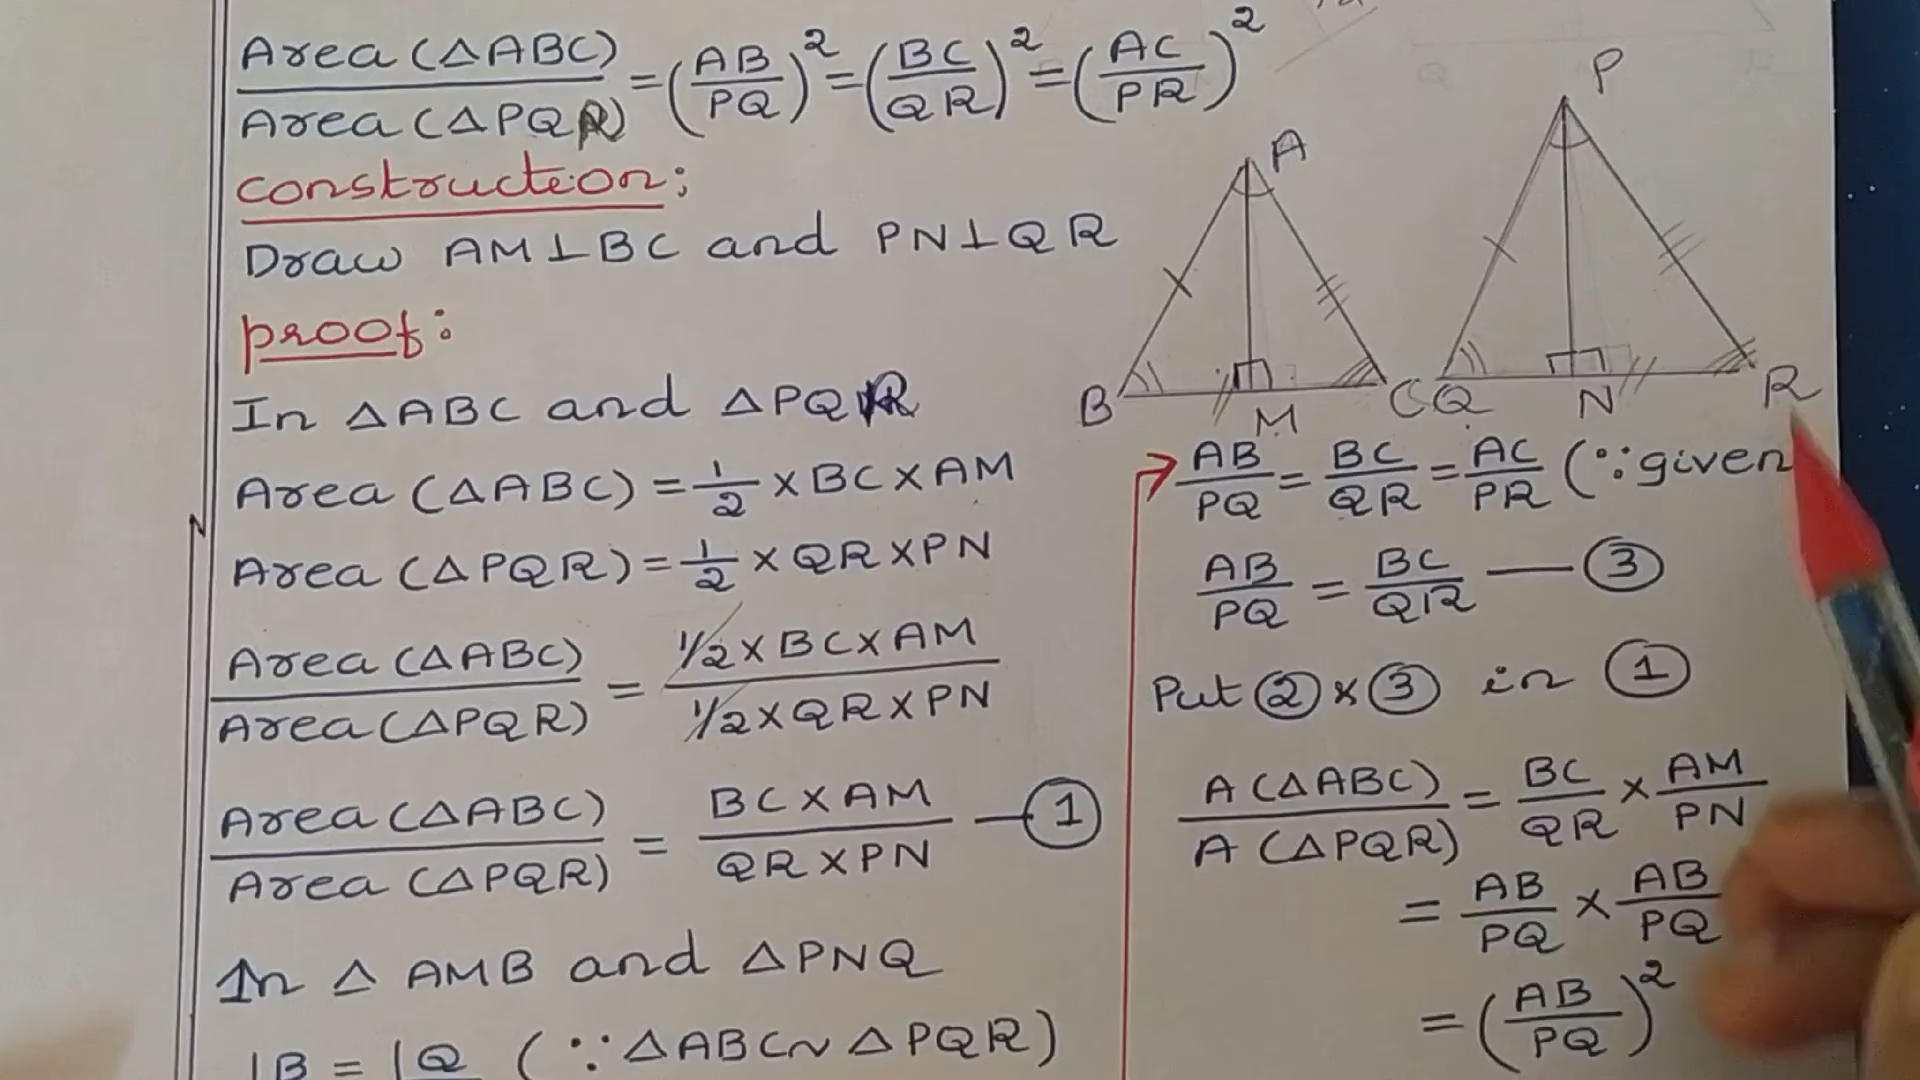 Area (△ABC) / Area (△PQR) = (AB/PQ)² = (BC/QR)² = (AC/PR)²
construction:
Draw AM⊥BC and PN⊥QR
proof:
In △ABC and △PQR
Area (△ABC) = 1/2 × BC × AM
Area (△PQR) = 1/2 × QR × PN
Area (△ABC) / Area (△PQR) = 1/2 × BC × AM / 1/2 × QR × PN
Area (△ABC) / Area (△PQR) = BC × AM / QR × PN — ①
In △ AMB and △PNQ
∠B = ∠Q (∵ △ABC ~ △PQR)
A
B
M
C
P
Q
N
R
AB/PQ = BC/QR = AC/PR (∵ given
AB/PQ = BC/QR — ③
Put ② & ③ in ①
A (△ABC) / A (△PQR) = BC/QR × AM/PN
= AB/PQ × AB/PQ
= (AB/PQ)²